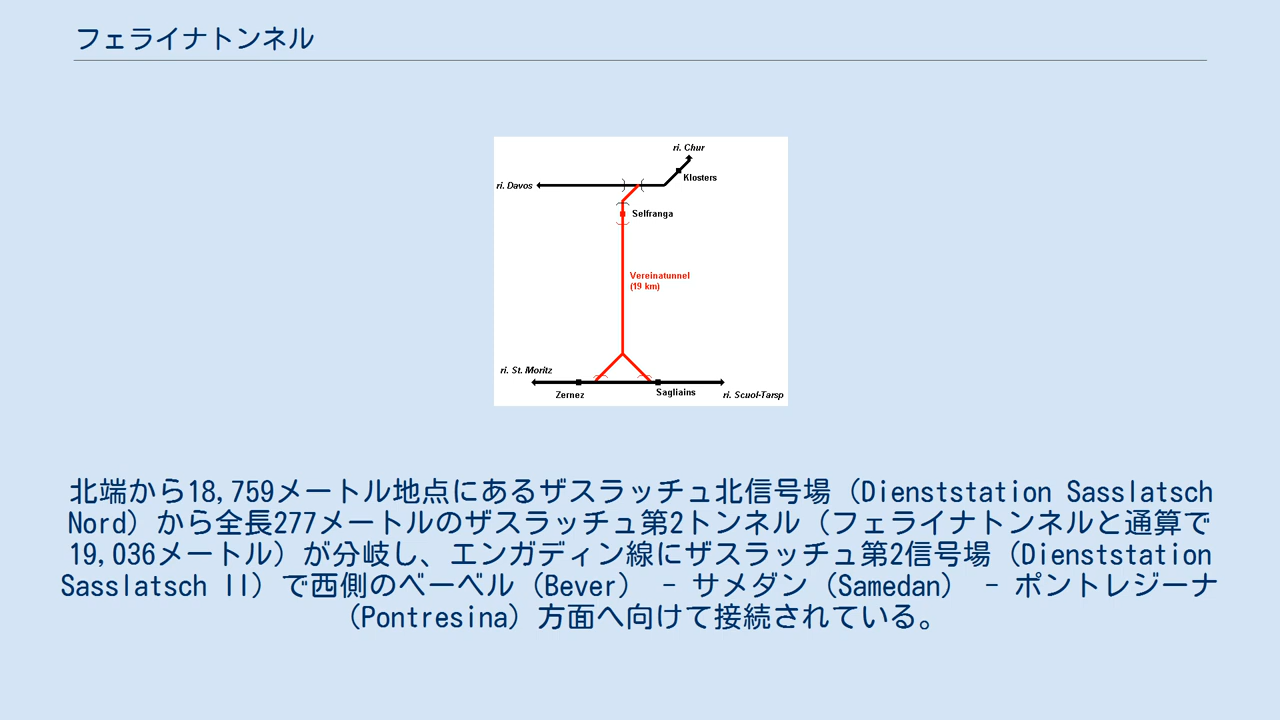 フェライナトンネル
ri. Chur
Klosters
ri. Davos
Selfranga
Vereinatunnel
(19 km)
ri. St. Moritz
Zernez
Sagliains
ri. Scuol-Tarsp
北端から18,759メートル地点にあるザスラッチュ北信号場（Dienststation Sasslatsch
Nord）から全長277メートルのザスラッチュ第2トンネル（フェライナトンネルと通算で
19,036メートル）が分岐し、エンガディン線にザスラッチュ第2信号場（Dienststation
Sasslatsch II）で西側のベーベル（Bever） - サメダン（Samedan） - ポントレジーナ
（Pontresina）方面へ向けて接続されている。